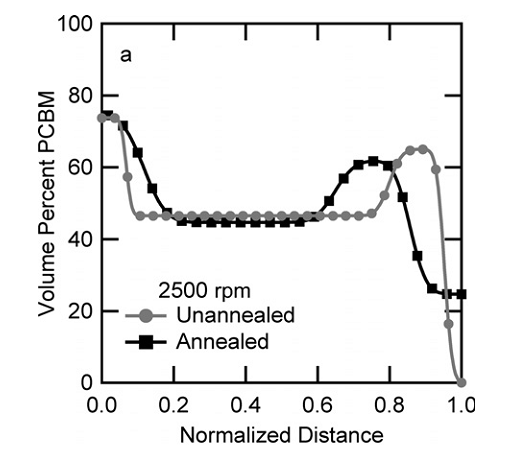 a
Volume Percent PCBM
100
80
60
40
20
0
2500 rpm
Unannealed
Annealed
0.0 0.2 0.4 0.6 0.8 1.0
Normalized Distance